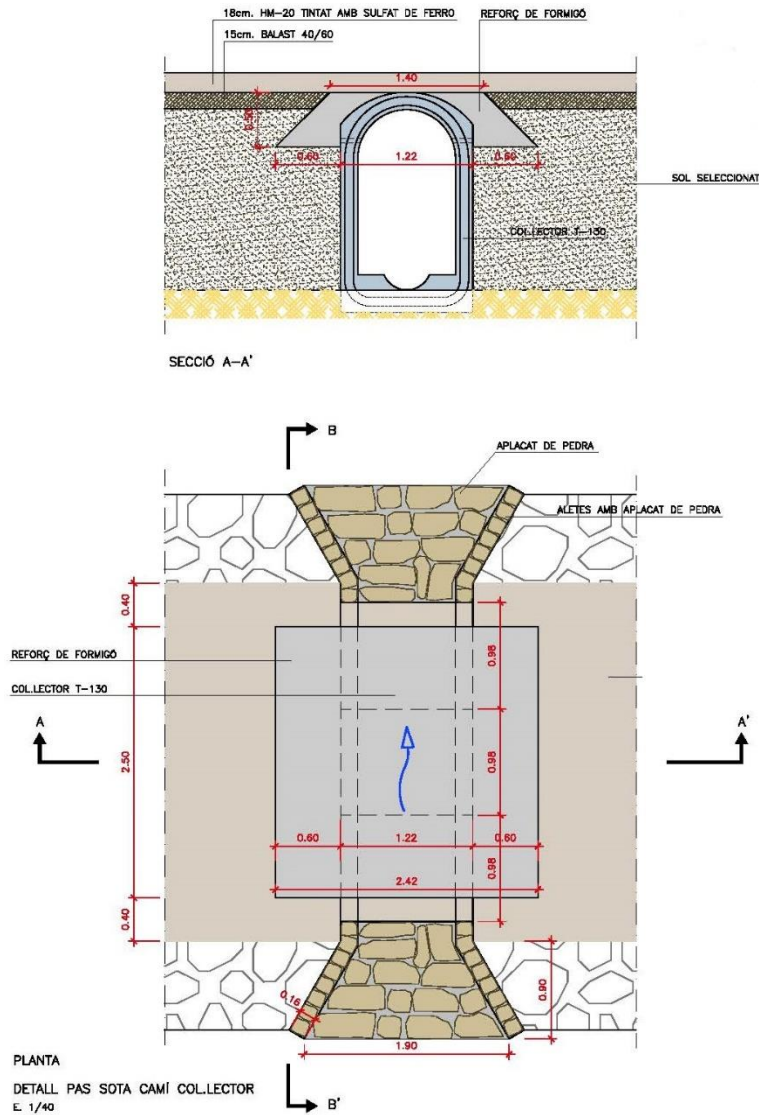 18cm. HM-20 TINTAT AMB SULFAT DE FERRO
REFORÇ DE FORMIGÓ
15cm. BALAST 40/60
1.40
0.50
0.60
1.22
0.60
SOL SELECCIONAT
COL.LECTOR T-130
SECCIÓ A-A'
B
APLACAT DE PEDRA
ALETES AMB APLACAT DE PEDRA
0.40
0.98
REFORÇ DE FORMIGÓ
COL.LECTOR T-130
A
A'
2.50
0.98
0.60
1.22
0.60
0.98
2.42
0.40
0.16
0.90
1.90
PLANTA
DETALL PAS SOTA CAMÍ COL.LECTOR
E. 1/40
B'